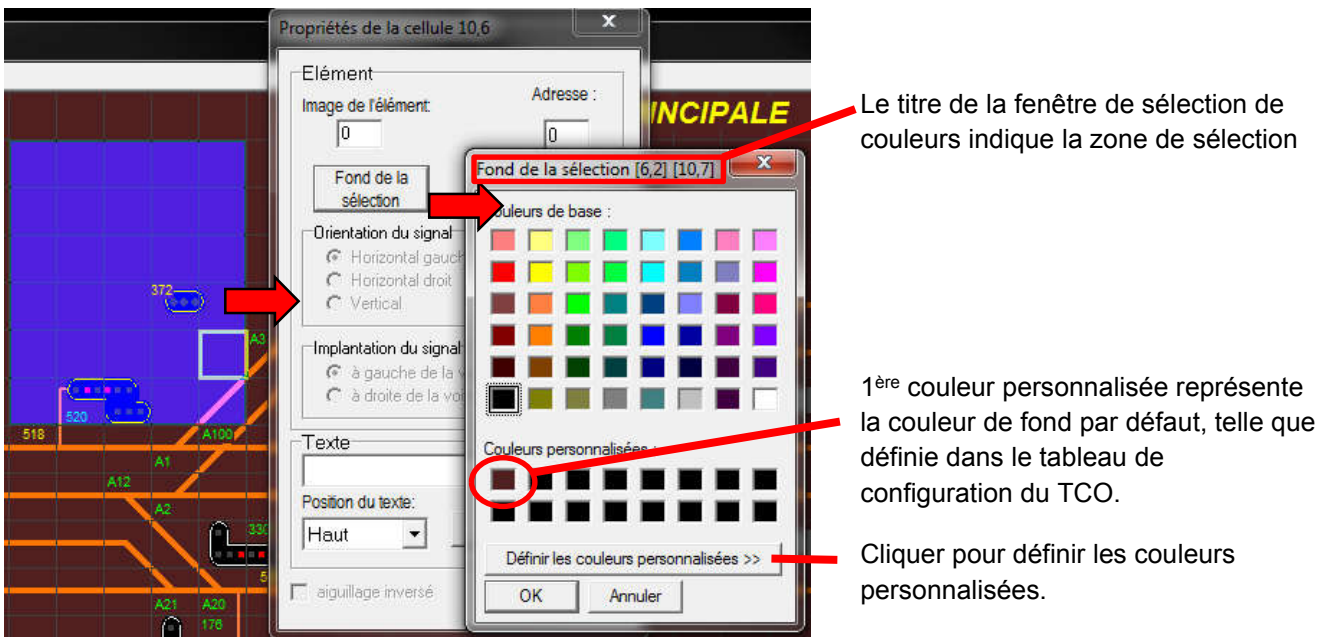 Propriétés de la cellule 10,6
x
Elément
Image de l'élément:
Adresse :
0
0
Fond de la
sélection
Orientation du signal
Horizontal gauch
Horizontal droit
Vertical
Implantation du signal
à gauche de la v
à droite de la voi
Texte
Position du texte:
Haut
aiguillage inversé
INCIPALE
Fond de la sélection [6,2] [10,7]
x
ouleurs de base :
Couleurs personnalisées :
Définir les couleurs personnalisées >>
OK
Annuler
372
A3
520
518
A100
A1
A12
A2
330
5
A21
A20
176
Le titre de la fenêtre de sélection de
couleurs indique la zone de sélection
1ère couleur personnalisée représente
la couleur de fond par défaut, telle que
définie dans le tableau de
configuration du TCO.
Cliquer pour définir les couleurs
personnalisées.